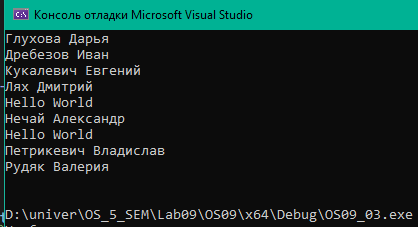 Консоль отладки Microsoft Visual Studio
Глухова Дарья
Дребезов Иван
Кукалевич Евгений
Лях Дмитрий
Hello World
Нечай Александр
Hello World
Петрикевич Владислав
Рудяк Валерия
D:\univer\OS_5_SEM\Lab09\OS09\x64\Debug\OS09_03.exe